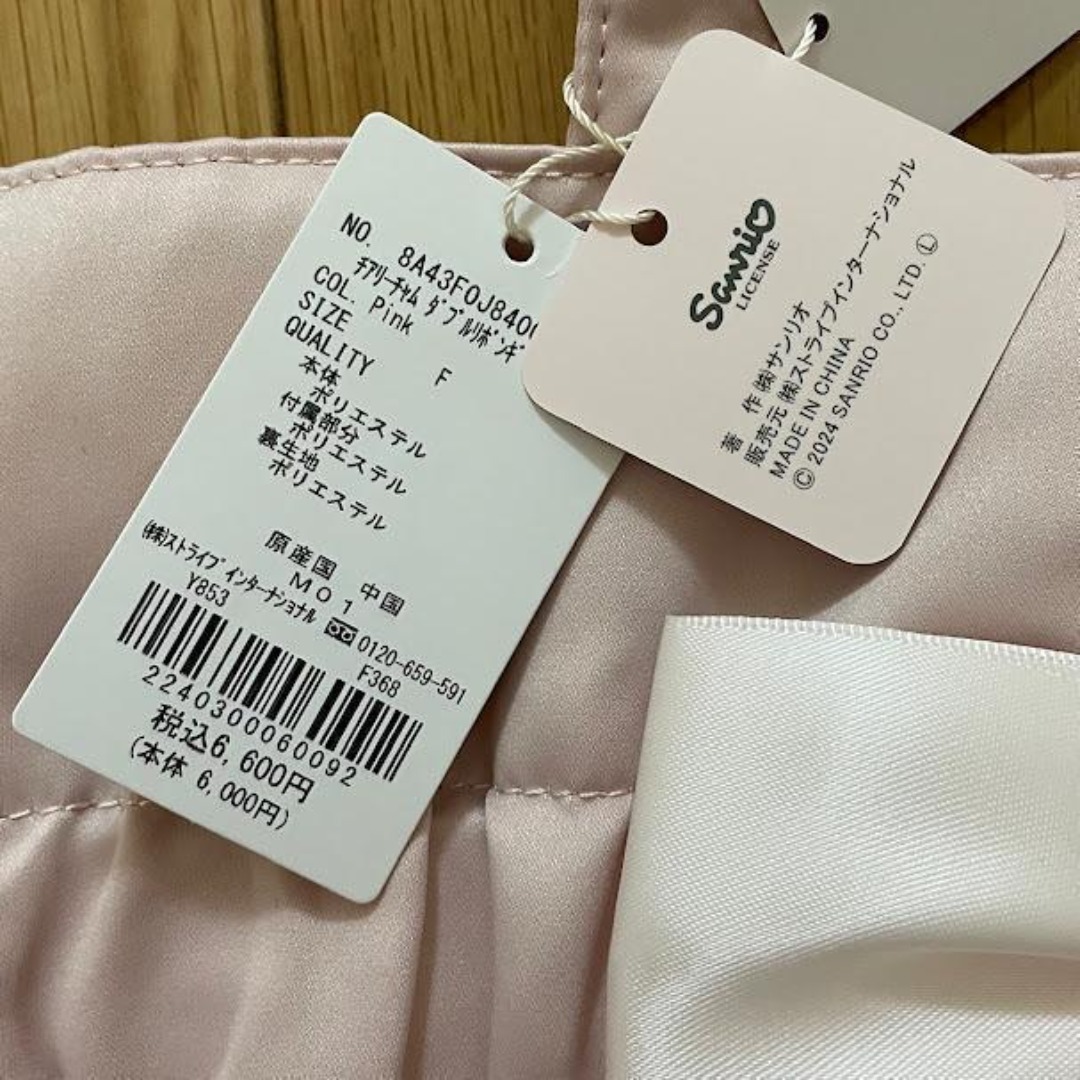 NO. 8A43F0J840
チアリーチャム ダブルリボンギ
COL. Pink
SIZE F
QUALITY
本体
ポリエステル
付属部分
ポリエステル
裏生地
ポリエステル
原産国 中国
M01
(株)ストライプインターナショナル
Y853
0120-659-591
F368
2240300060092
税込6,600円
(本体 6,000円)
Sanrio
LICENSE
著 作 (株)サンリオ
販売元 (株)ストライプインターナショナル
MADE IN CHINA
© 2024 SANRIO CO., LTD. Ⓛ